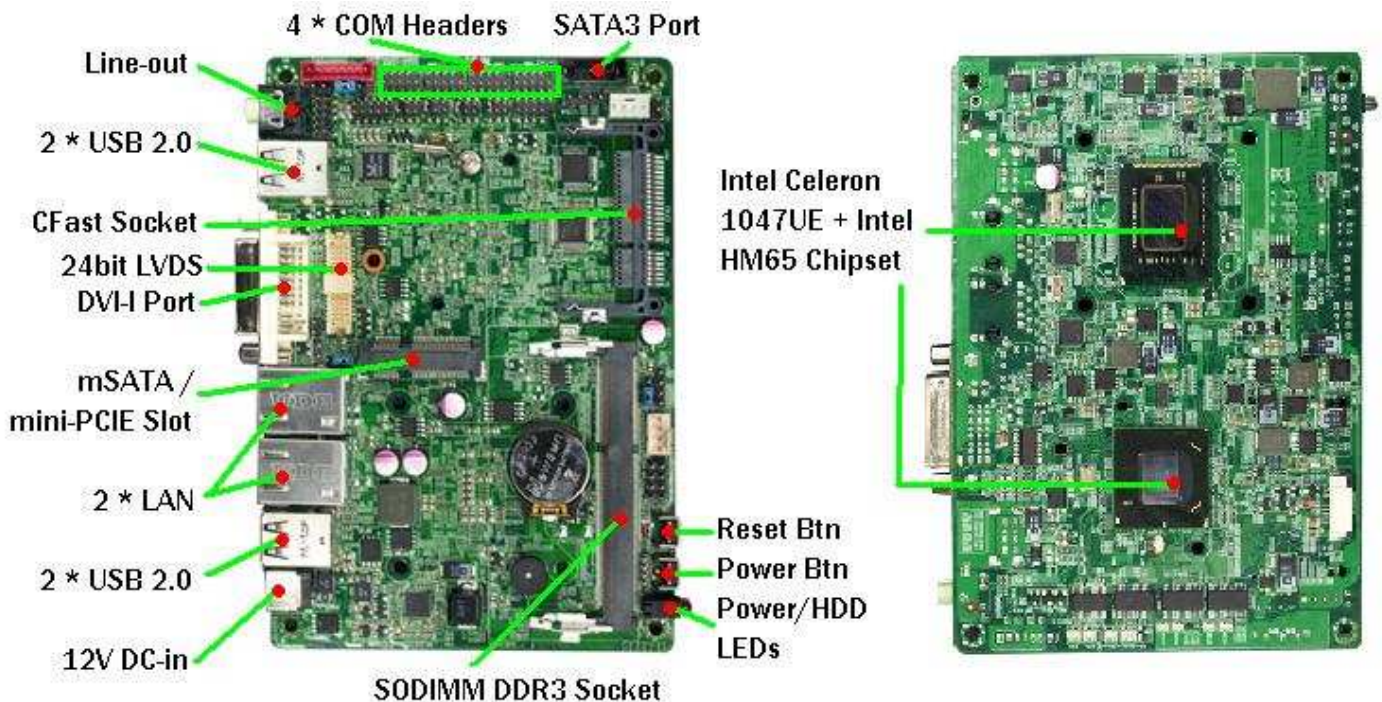 4 * COM Headers
SATA3 Port
Line-out
2 * USB 2.0
CFast Socket
24bit LVDS
DVI-I Port
mSATA /
mini-PCIE Slot
2 * LAN
2 * USB 2.0
12V DC-in
SODIMM DDR3 Socket
Reset Btn
Power Btn
Power/HDD
LEDs
Intel Celeron
1047UE + Intel
HM65 Chipset